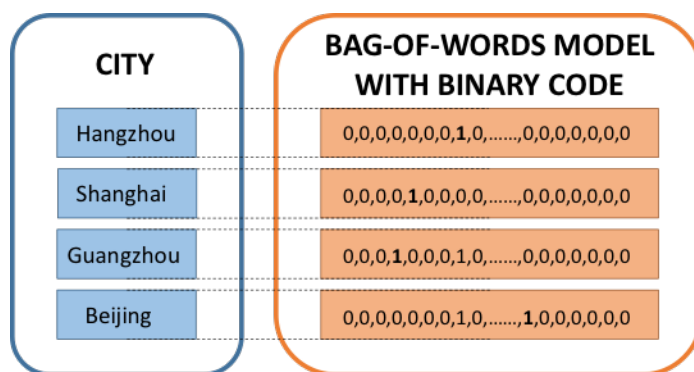 CITY
BAG-OF-WORDS MODEL
WITH BINARY CODE
Hangzhou
0,0,0,0,0,0,0,1,0,......,0,0,0,0,0,0,0
Shanghai
0,0,0,0,1,0,0,0,0,......,0,0,0,0,0,0,0
Guangzhou
0,0,0,1,0,0,0,1,0,......,0,0,0,0,0,0,0
Beijing
0,0,0,0,0,0,0,1,0,......,1,0,0,0,0,0,0